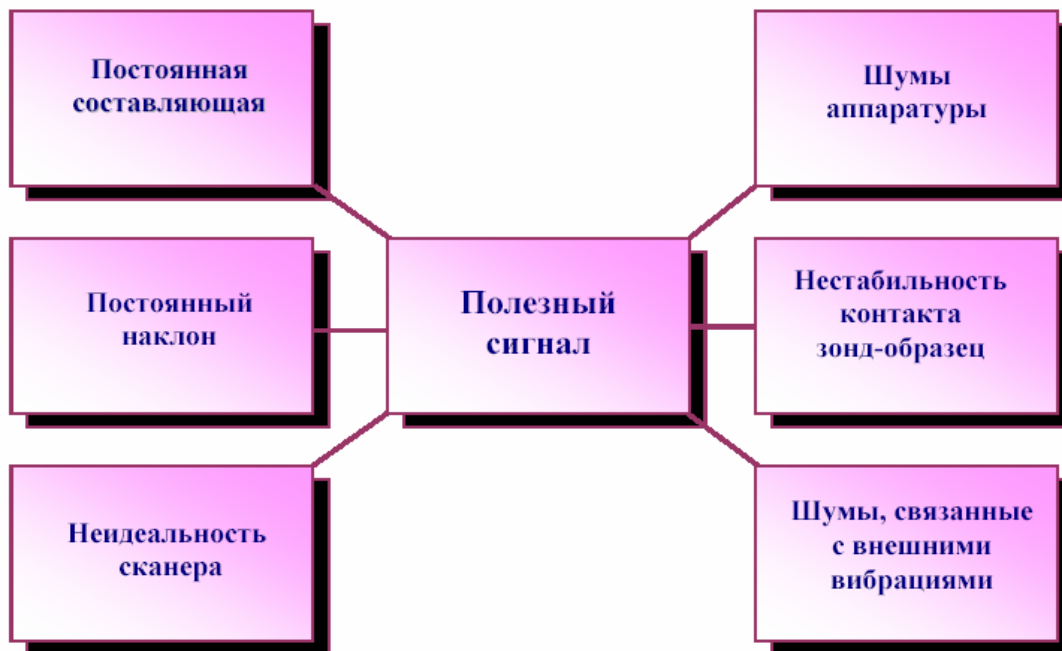 Постоянная
составляющая
Шумы
аппаратуры
Постоянный
наклон
Полезный
сигнал
Нестабильность
контакта
зонд-образец
Неидеальность
сканера
Шумы, связанные
с внешними
вибрациями